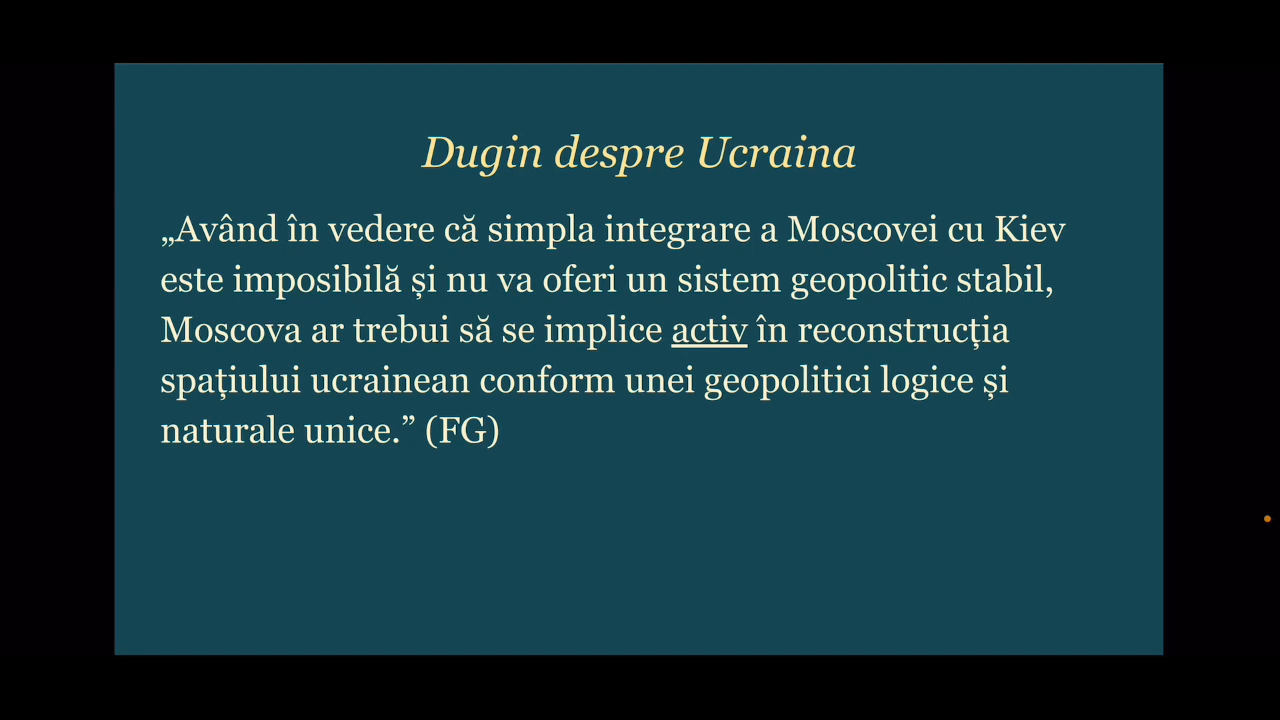 Dugin despre Ucraina
„Având în vedere că simpla integrare a Moscovei cu Kiev
este imposibilă și nu va oferi un sistem geopolitic stabil,
Moscova ar trebui să se implice activ în reconstrucția
spațiului ucrainean conform unei geopolitici logice și
naturale unice.” (FG)